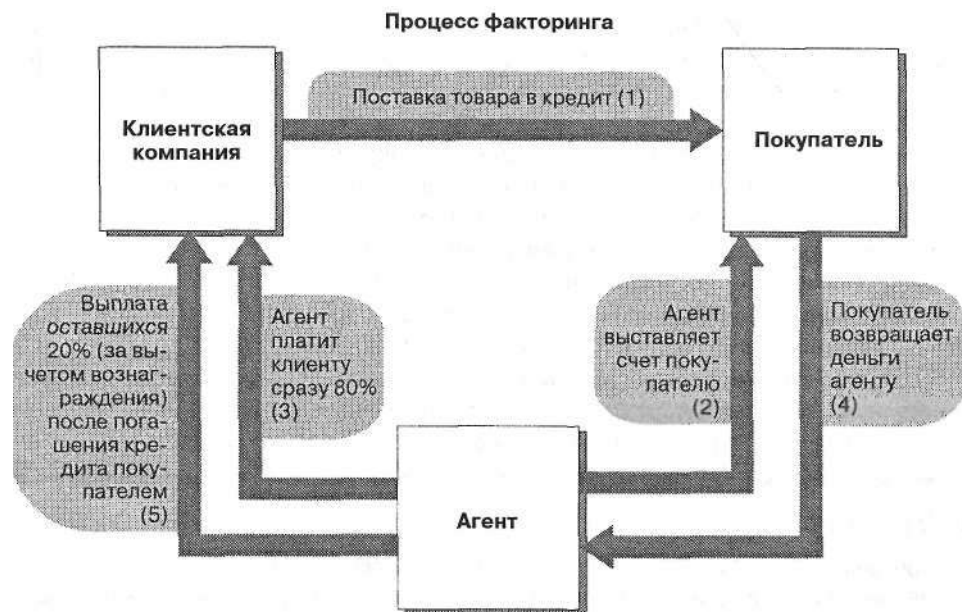 Процесс факторинга
Клиентская
компания
Поставка товара в кредит (1)
Покупатель
Выплата
оставшихся
20% (за вы-
четом вознаг-
раждения)
после пога-
шения кре-
дита поку-
пателем
(5)
Агент
платит
клиенту
сразу 80%
(3)
Агент
выставляет
счет поку-
пателю
(2)
Покупатель
возвращает
деньги
агенту
(4)
Агент